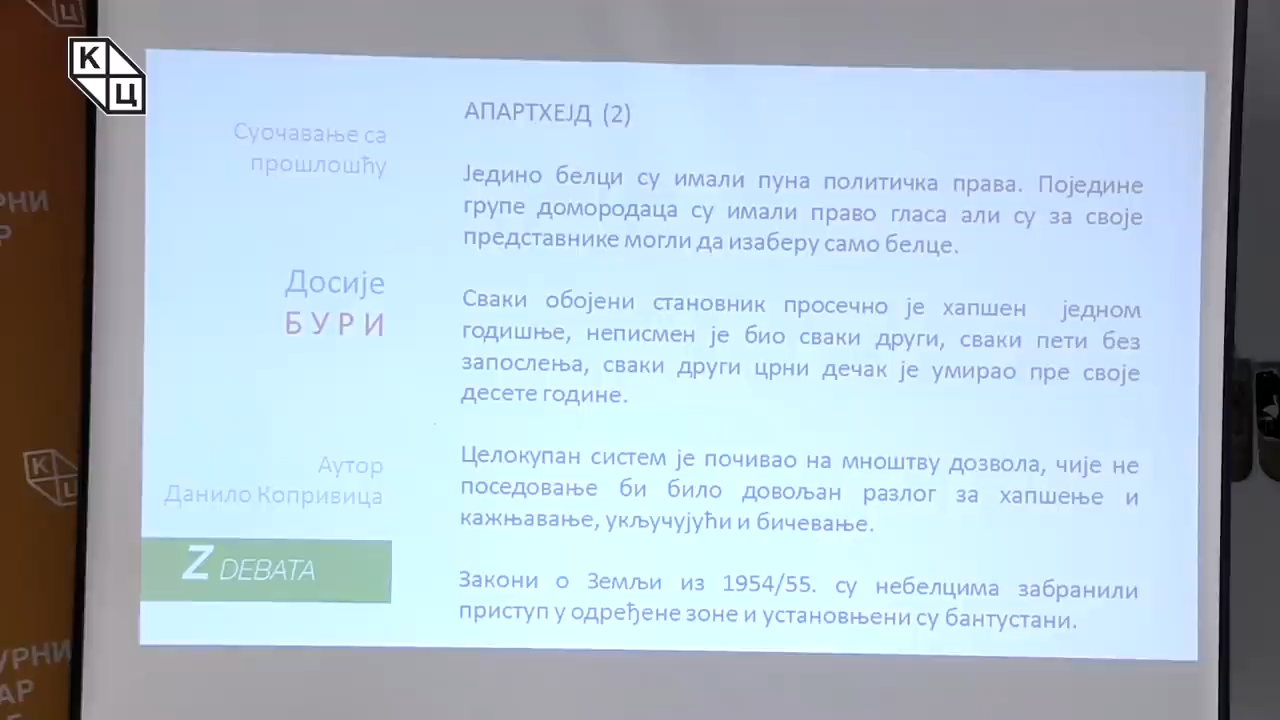 К
Ц
Суочавање са
прошлошћу
Досије
БУРИ
Аутор
Данило Копривица
Z DEBATA
АПАРТХЕЈД (2)
Једино белци су имали пуна политичка права. Поједине
групе домородаца су имали право гласа али су за своје
представнике могли да изаберу само белце.
Сваки обојени становник просечно је хапшен једном
годишње, неписмен је био сваки други, сваки пети без
запослења, сваки други црни дечак је умирао пре своје
десете године.
Целокупан систем је почивао на мноштву дозвола, чије не
поседовање би било довољан разлог за хапшење и
кажњавање, укључујући и бичевање.
Закони о Земљи из 1954/55. су небелцима забранили
приступ у одређене зоне и установњени су бантустани.
РНИ
Р
К
Ц
УРНИ
АР